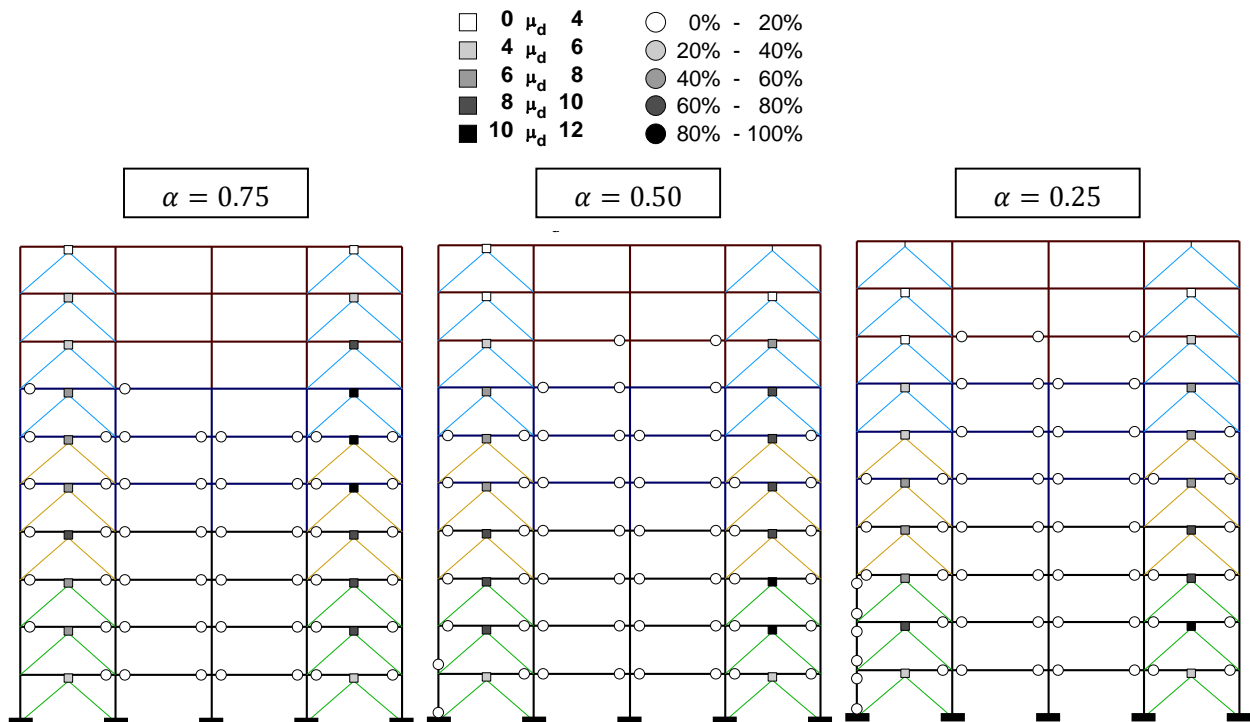 0 μd 4 0% - 20%
4 μd 6 20% - 40%
6 μd 8 40% - 60%
8 μd 10 60% - 80%
10 μd 12 80% - 100%
α = 0.75 α = 0.50 α = 0.25